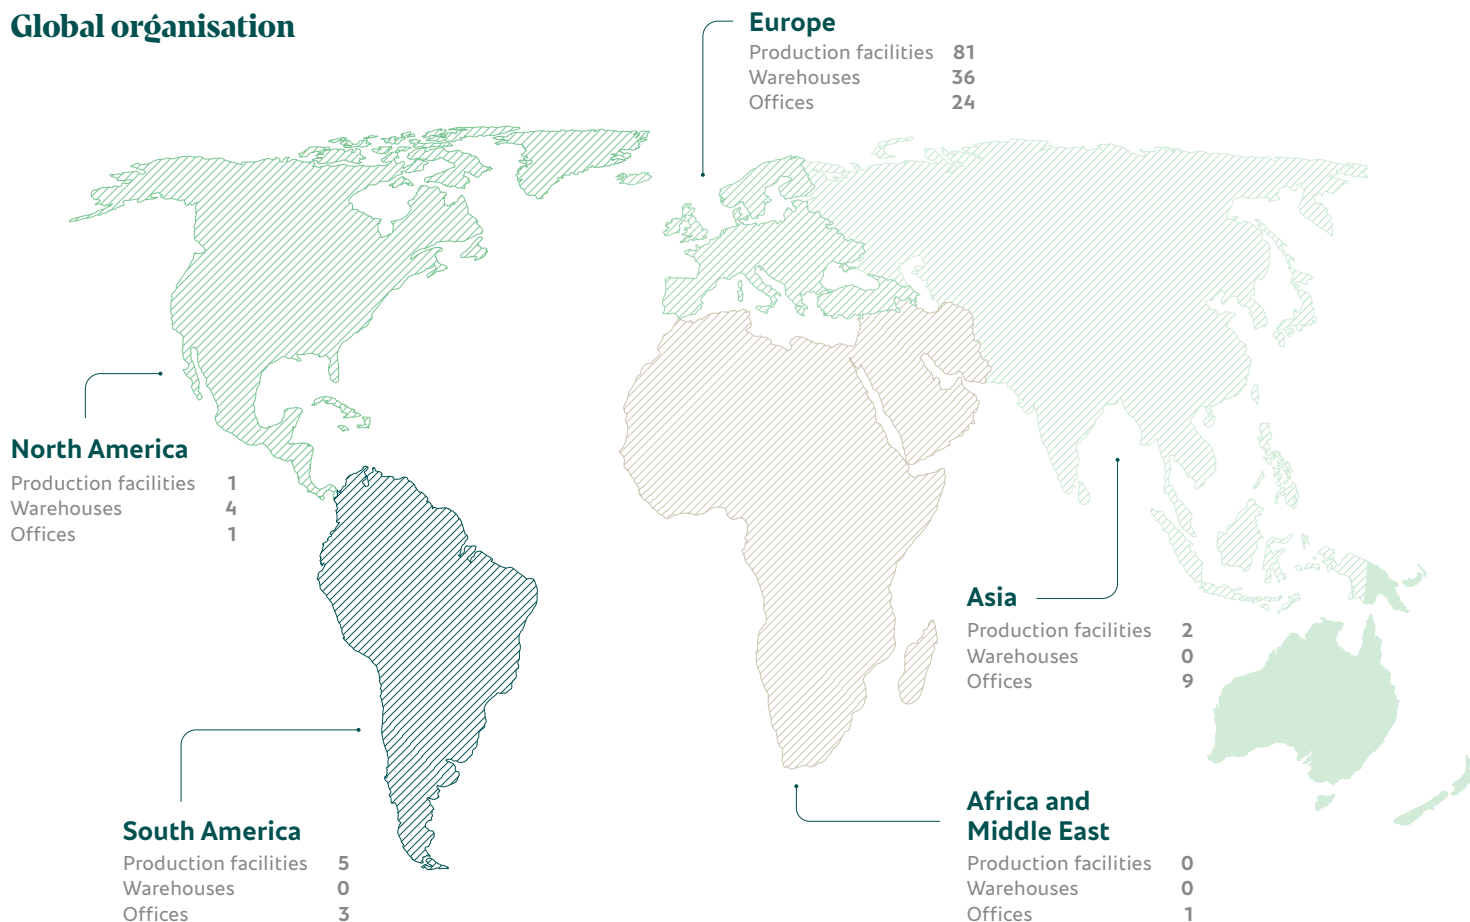 Global organisation
Europe
Production facilities 81
Warehouses 36
Offices 24
North America
Production facilities 1
Warehouses 4
Offices 1
Asia
Production facilities 2
Warehouses 0
Offices 9
South America
Production facilities 5
Warehouses 0
Offices 3
Africa and
Middle East
Production facilities 0
Warehouses 0
Offices 1